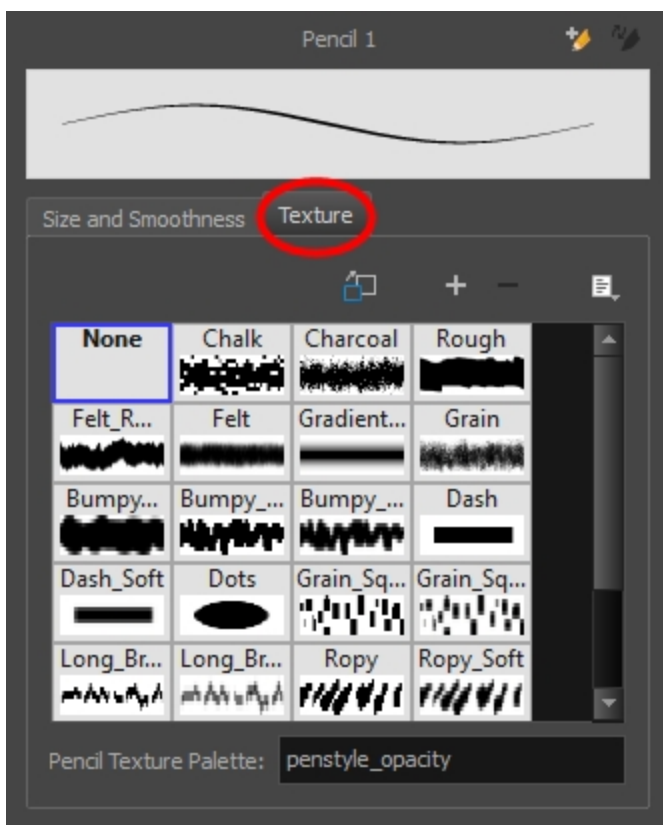 Pencil 1
Size and Smoothness Texture
None Chalk Charcoal Rough
Felt_R... Felt Gradient... Grain
Bumpy... Bumpy_... Bumpy_... Dash
Dash_Soft Dots Grain_Sq... Grain_Sq...
Long_Br... Long_Br... Ropy Ropy_Soft
Pencil Texture Palette: penstyle_opacity